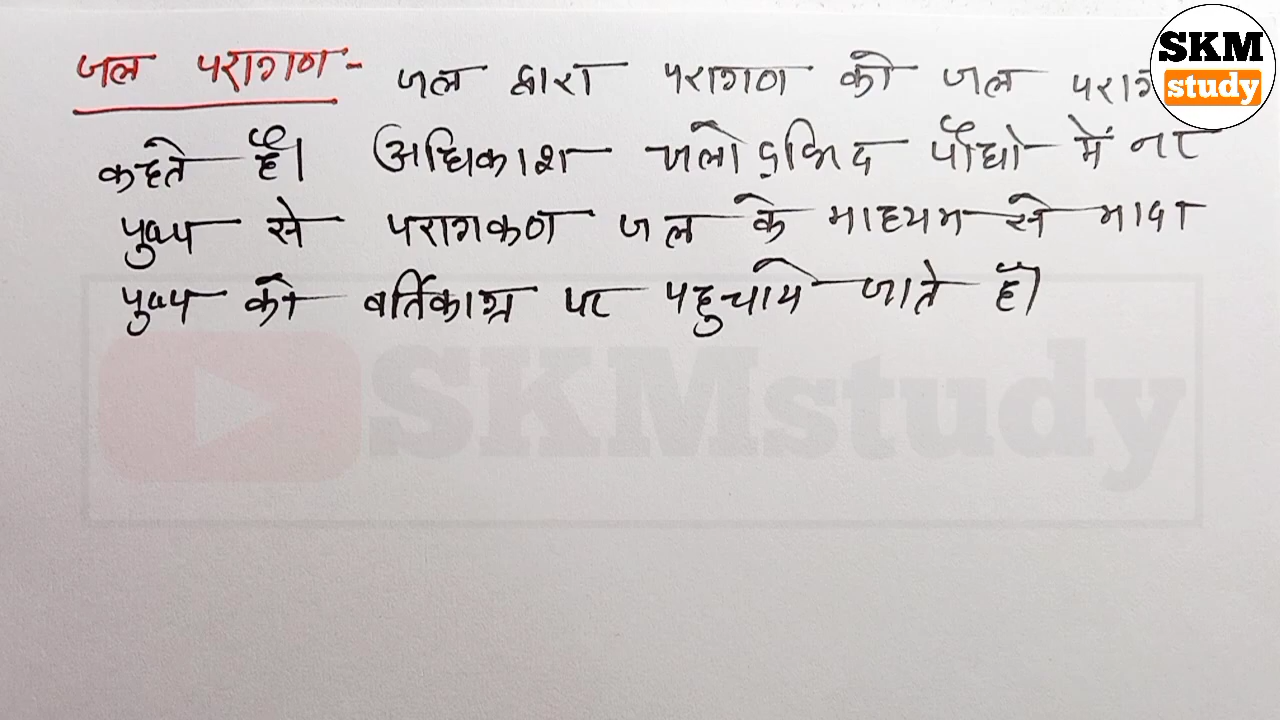 जल परागण- जल द्वारा परागण को जल पराग
कहते हैं। अधिकाश जलोद्भिद पौधो में नर
पुष्प से परागकण जल के माध्यम से मादा
पुष्प की वर्तिकाग्र पर पहुचाये जाते हैं।
SKM
study
SKMstudy